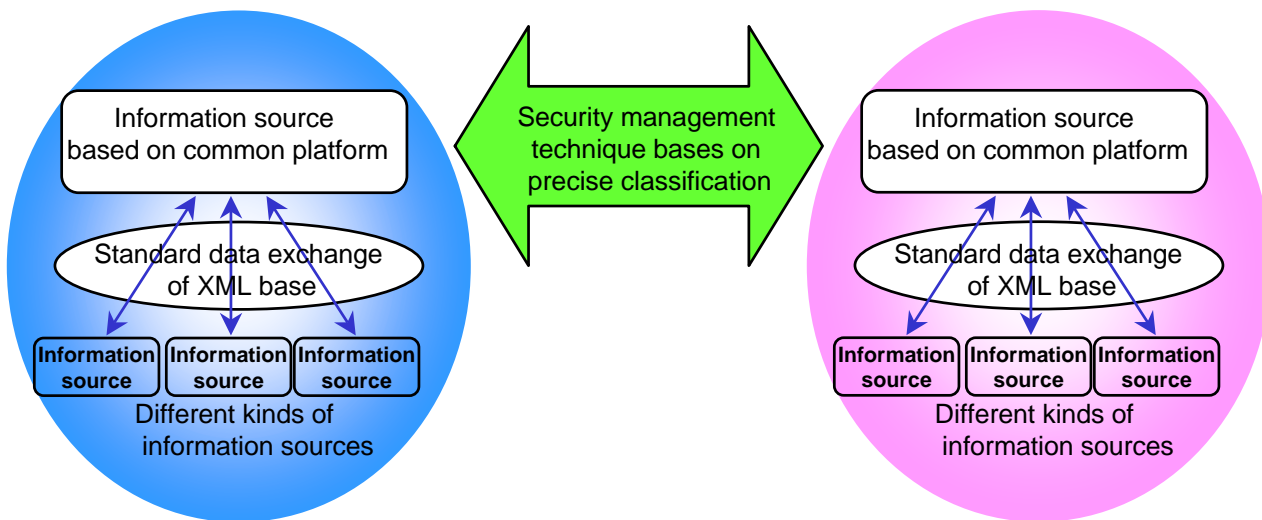 Information source
based on common platform
Standard data exchange
of XML base
Information
source
Information
source
Information
source
Different kinds of
information sources
Security management
technique bases on
precise classification
Information source
based on common platform
Standard data exchange
of XML base
Information
source
Information
source
Information
source
Different kinds of
information sources